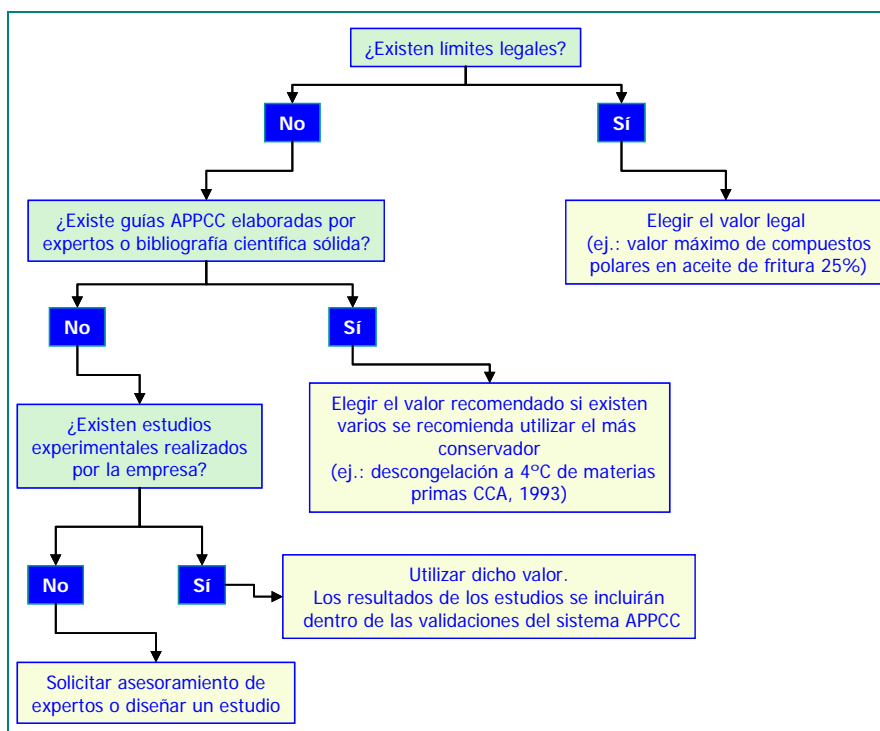 ¿Existen límites legales?
No
Sí
¿Existe guías APPCC elaboradas por
expertos o bibliografía científica sólida?
Elegir el valor legal
(ej.: valor máximo de compuestos
polares en aceite de fritura 25%)
No
Sí
¿Existen estudios
experimentales realizados
por la empresa?
Elegir el valor recomendado si existen
varios se recomienda utilizar el más
conservador
(ej.: descongelación a 4ºC de materias
primas CCA, 1993)
No
Sí
Utilizar dicho valor.
Los resultados de los estudios se incluirán
dentro de las validaciones del sistema APPCC
Solicitar asesoramiento de
expertos o diseñar un estudio